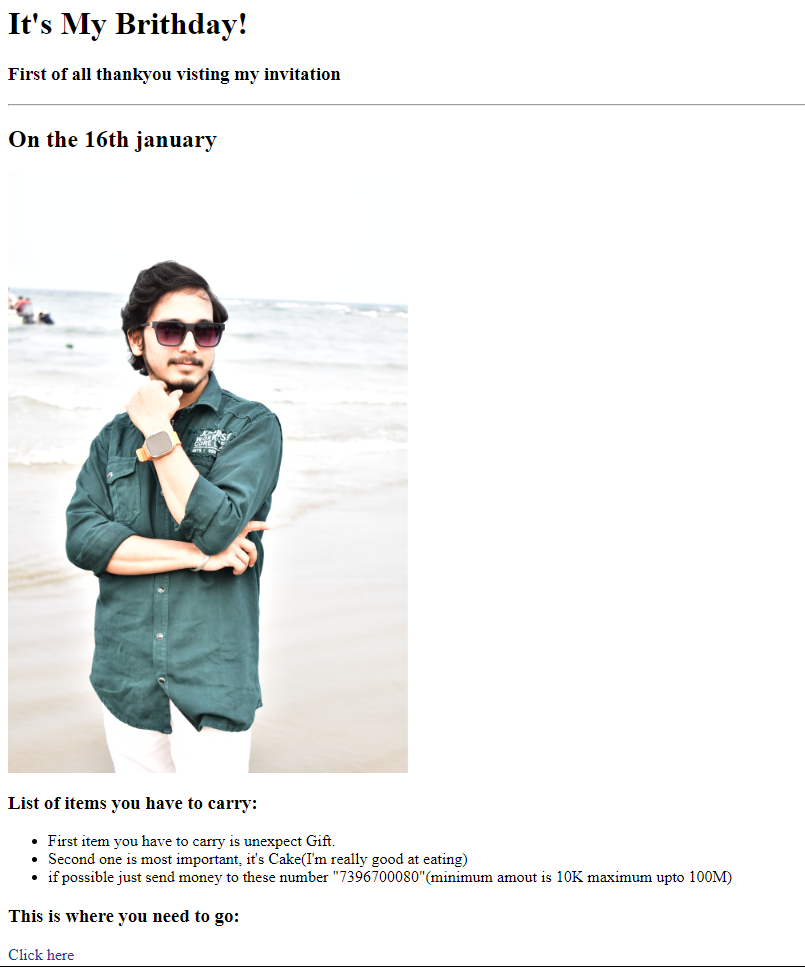 It's My Brithday!
First of all thankyou visting my invitation
On the 16th january
List of items you have to carry:
First item you have to carry is unexpect Gift.
Second one is most important, it's Cake(I'm really good at eating)
if possible just send money to these number "7396700080"(minimum amout is 10K maximum upto 100M)
This is where you need to go:
Click here